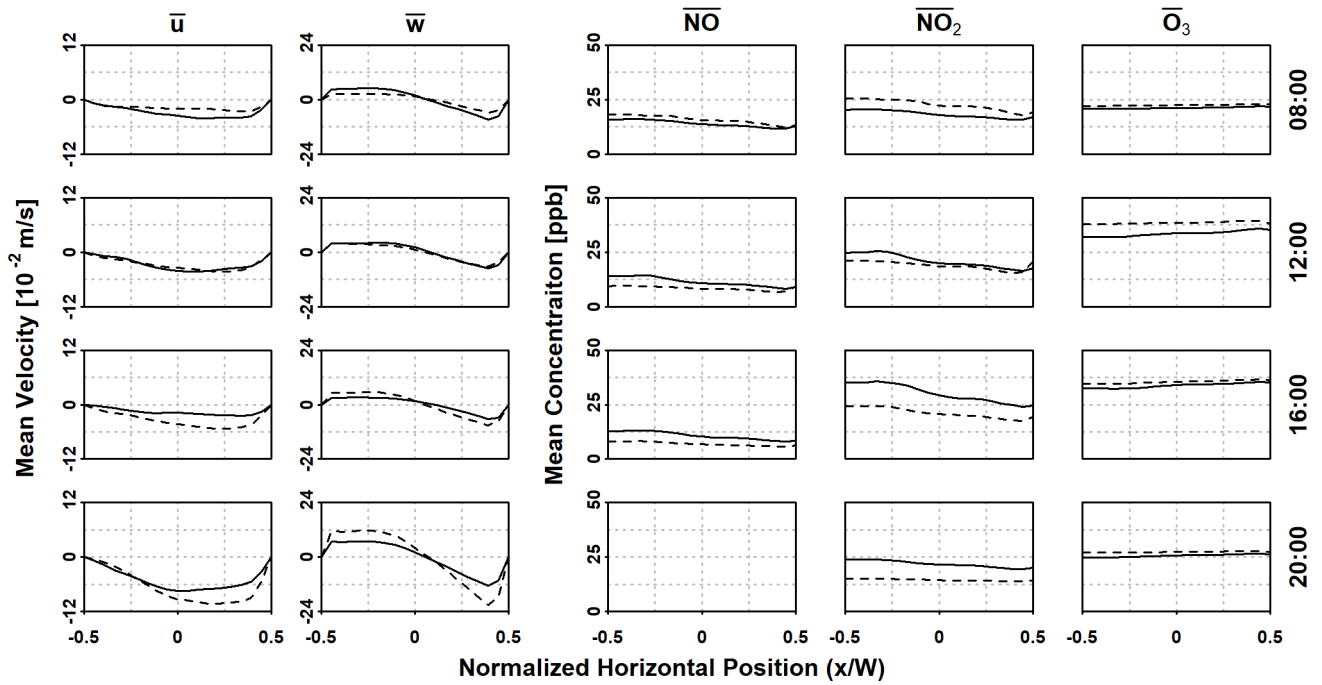 u w NO NO₂ O₃
Mean Velocity [10⁻² m/s]
Mean Concentraiton [ppb]
12 0 -12 24 0 -24 50 25 0 08:00
12 0 -12 24 0 -24 50 25 0 12:00
12 0 -12 24 0 -24 50 25 0 16:00
12 0 -12 24 0 -24 50 25 0 20:00
-0.5 0 0.5 -0.5 0 0.5 -0.5 0 0.5 -0.5 0 0.5 -0.5 0 0.5
Normalized Horizontal Position (x/W)